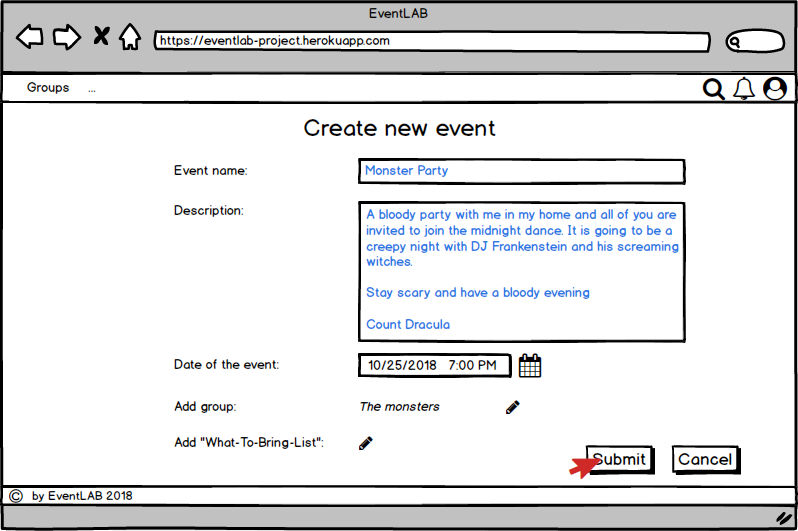 EventLAB
https://eventlab-project.herokuapp.com
Groups ...
Create new event
Event name: Monster Party
Description:
A bloody party with me in my home and all of you are
invited to join the midnight dance. It is going to be a
creepy night with DJ Frankenstein and his screaming
witches.
Stay scary and have a bloody evening
Count Dracula
Date of the event: 10/25/2018 7:00 PM
Add group: The monsters
Add "What-To-Bring-List":
Submit Cancel
© by EventLAB 2018